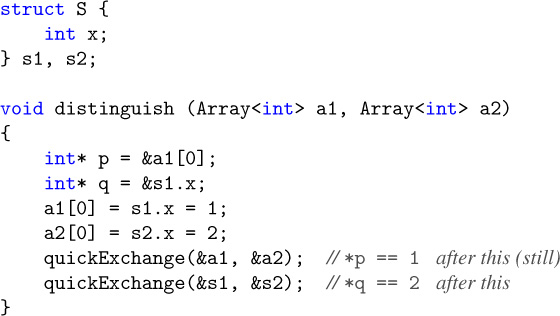 struct S {
    int x;
} s1, s2;

void distinguish (Array<int> a1, Array<int> a2)
{
    int* p = &a1[0];
    int* q = &s1.x;
    a1[0] = s1.x = 1;
    a2[0] = s2.x = 2;
    quickExchange(&a1, &a2);  // *p == 1  after this (still)
    quickExchange(&s1, &s2);  // *q == 2  after this
}